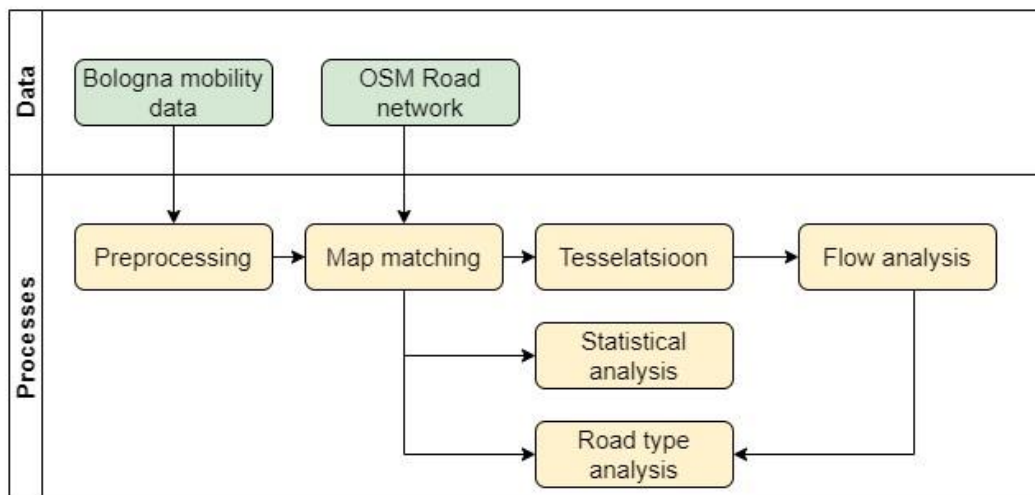 Data
Bologna mobility
data
OSM Road
network
Processes
Preprocessing
Map matching
Tesselatsioon
Flow analysis
Statistical
analysis
Road type
analysis